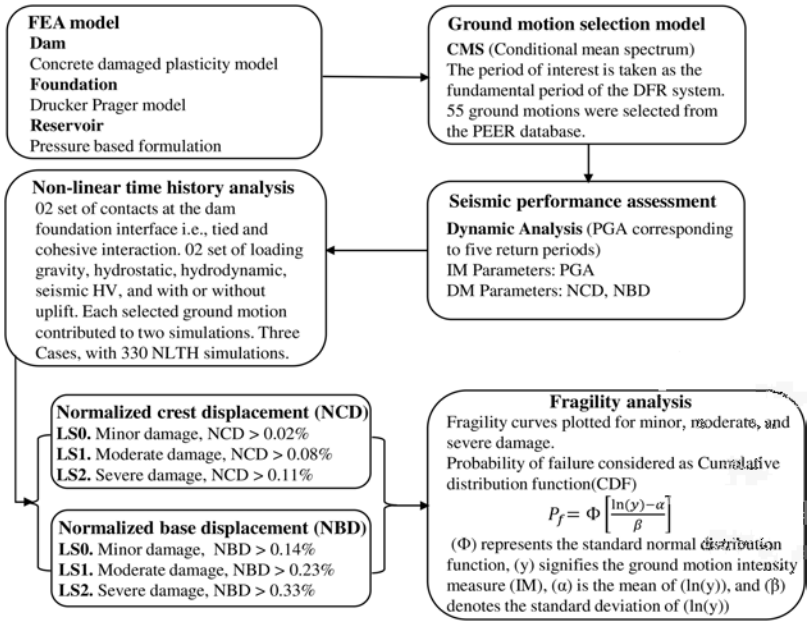 FEA model
Dam
Concrete damaged plasticity model
Foundation
Drucker Prager model
Reservoir
Pressure based formulation
Ground motion selection model
CMS (Conditional mean spectrum)
The period of interest is taken as the
fundamental period of the DFR system.
55 ground motions were selected from
the PEER database.
Seismic performance assessment
Dynamic Analysis (PGA corresponding
to five return periods)
IM Parameters: PGA
DM Parameters: NCD, NBD
Non-linear time history analysis
02 set of contacts at the dam
foundation interface i.e., tied and
cohesive interaction. 02 set of loading
gravity, hydrostatic, hydrodynamic,
seismic HV, and with or without
uplift. Each selected ground motion
contributed to two simulations. Three
Cases, with 330 NLTH simulations.
Normalized crest displacement (NCD)
LS0. Minor damage, NCD > 0.02%
LS1. Moderate damage, NCD > 0.08%
LS2. Severe damage, NCD > 0.11%
Normalized base displacement (NBD)
LS0. Minor damage, NBD > 0.14%
LS1. Moderate damage, NBD > 0.23%
LS2. Severe damage, NBD > 0.33%
Fragility analysis
Fragility curves plotted for minor, moderate, and
severe damage.
Probability of failure considered as Cumulative
distribution function(CDF)
P_f = Φ [ (ln(y)−α) / β ]
(Φ) represents the standard normal distribution
function, (y) signifies the ground motion intensity
measure (IM), (α) is the mean of (ln(y)), and (β)
denotes the standard deviation of (ln(y))